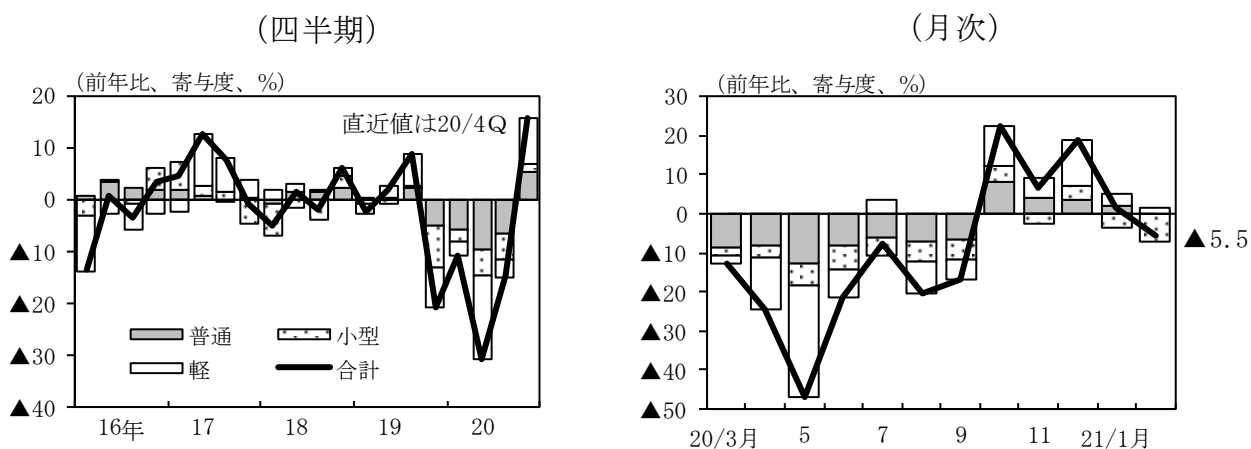 (四半期)
(前年比、寄与度、%)
20
10
0
▲10
▲20
▲30
▲40
直近値は20/4Q
普通
小型
軽
合計
16年 17 18 19 20
(月次)
(前年比、寄与度、%)
30
20
10
0
▲10
▲20
▲30
▲40
▲50
▲5.5
20/3月 5 7 9 11 21/1月